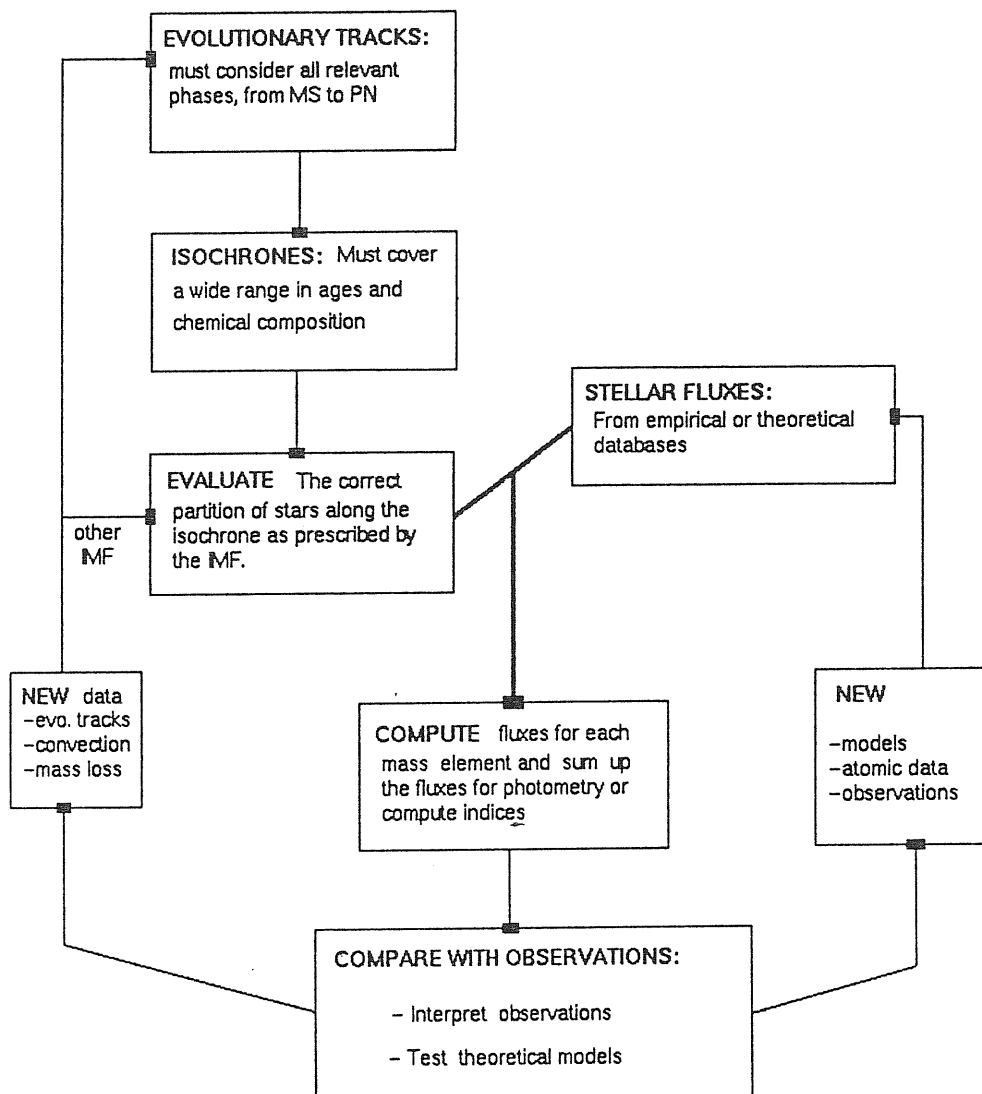 EVOLUTIONARY TRACKS:
must consider all relevant
phases, from MS to PN
ISOCHRONES: Must cover
a wide range in ages and
chemical composition
STELLAR FLUXES:
From empirical or theoretical
databases
EVALUATE The correct
partition of stars along the
isochrone as prescribed by
the IMF.
other
IMF
NEW data
-evo. tracks
-convection
-mass loss
COMPUTE fluxes for each
mass element and sum up
the fluxes for photometry or
compute indices
NEW
-models
-atomic data
-observations
COMPARE WITH OBSERVATIONS:
- Interpret observations
- Test theoretical models